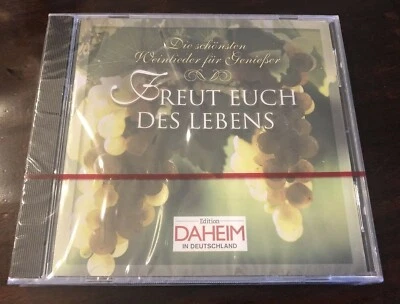 Die schönsten
Weinlieder für Genießer
FREUT EUCH
DES LEBENS
Edition
DAHEIM
IN DEUTSCHLAND